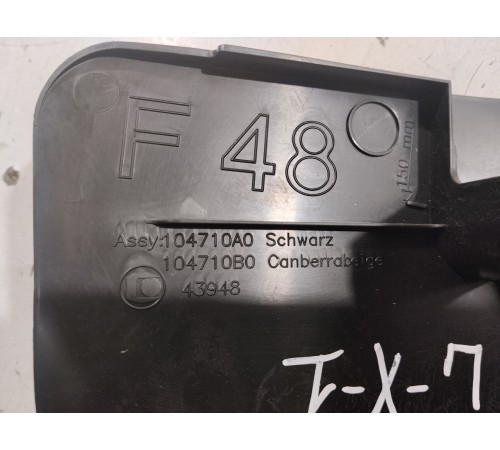 F 48
150 mm
Assy:104710A0 Schwarz
104710B0 Canberrabeige
43948
I-X-7